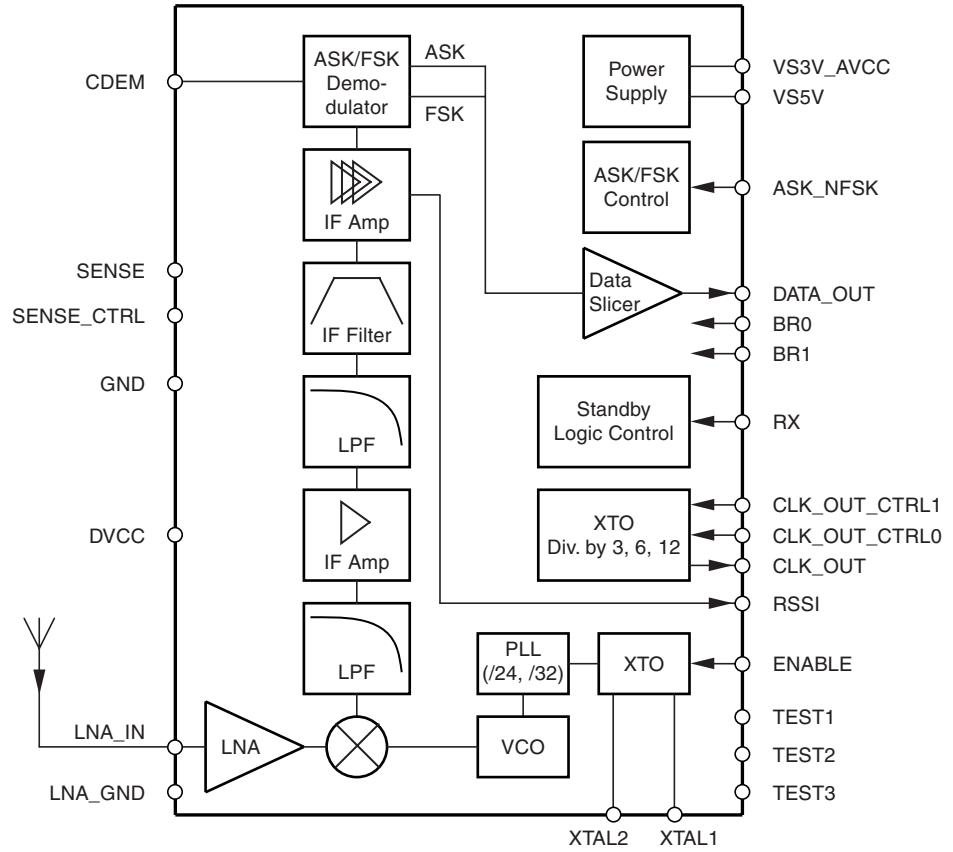 CDEM
SENSE
SENSE_CTRL
GND
DVCC
LNA_IN
LNA_GND
ASK/FSK
Demo-
dulator
ASK
FSK
IF Amp
IF Filter
LPF
IF Amp
LPF
LNA
Power
Supply
ASK/FSK
Control
Data
Slicer
Standby
Logic Control
XTO
Div. by 3, 6, 12
PLL
(/24, /32)
XTO
VCO
VS3V_AVCC
VS5V
ASK_NFSK
DATA_OUT
BR0
BR1
RX
CLK_OUT_CTRL1
CLK_OUT_CTRL0
CLK_OUT
RSSI
ENABLE
TEST1
TEST2
TEST3
XTAL2
XTAL1